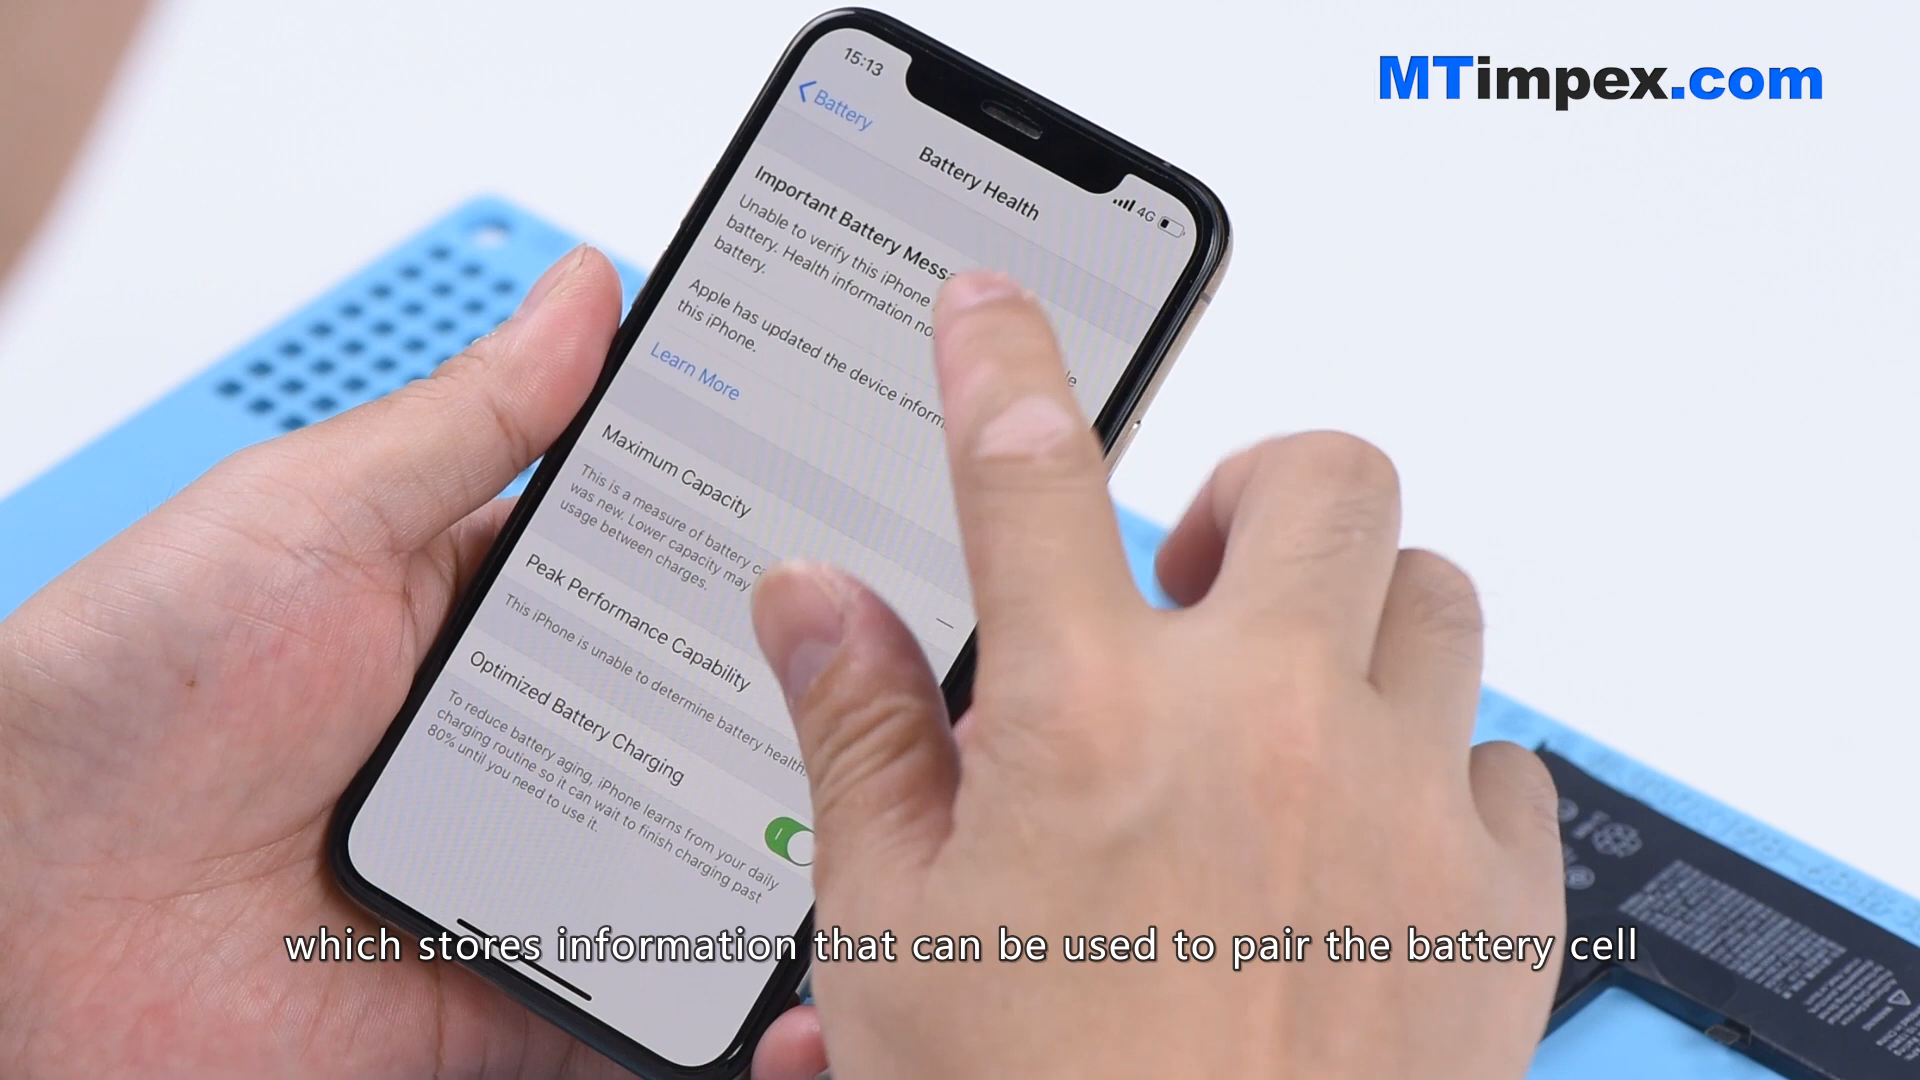 MTimpex.com
15:13
4G
Battery
Battery Health
Important Battery Messa
Unable to verify this iPhone
battery. Health information no
battery.
Apple has updated the device inform
this iPhone.
Learn More
Maximum Capacity
This is a measure of battery
was new. Lower capacity may
usage between charges.
Peak Performance Capability
This iPhone is unable to determine battery health.
Optimized Battery Charging
To reduce battery aging, iPhone learns from your daily
charging routine so it can wait to finish charging past
80% until you need to use it.
which stores information that can be used to pair the battery cell